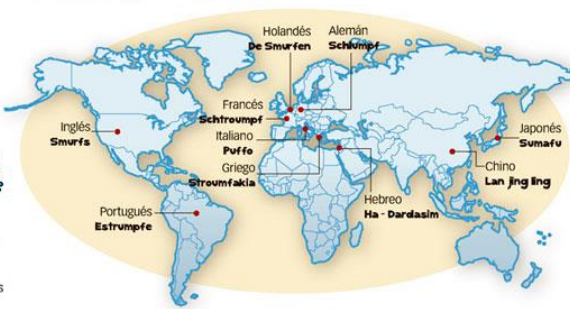 Holandés
De Smurfen
Alemán
Schlumpf
Francés
Schtroumpf
Inglés
Smurfs
Italiano
Puffo
Griego
Stroumfakia
Japonés
Sumafu
Chino
Lan jing ling
Hebreo
Ha - Dardasim
Portugués
Estrumpfe